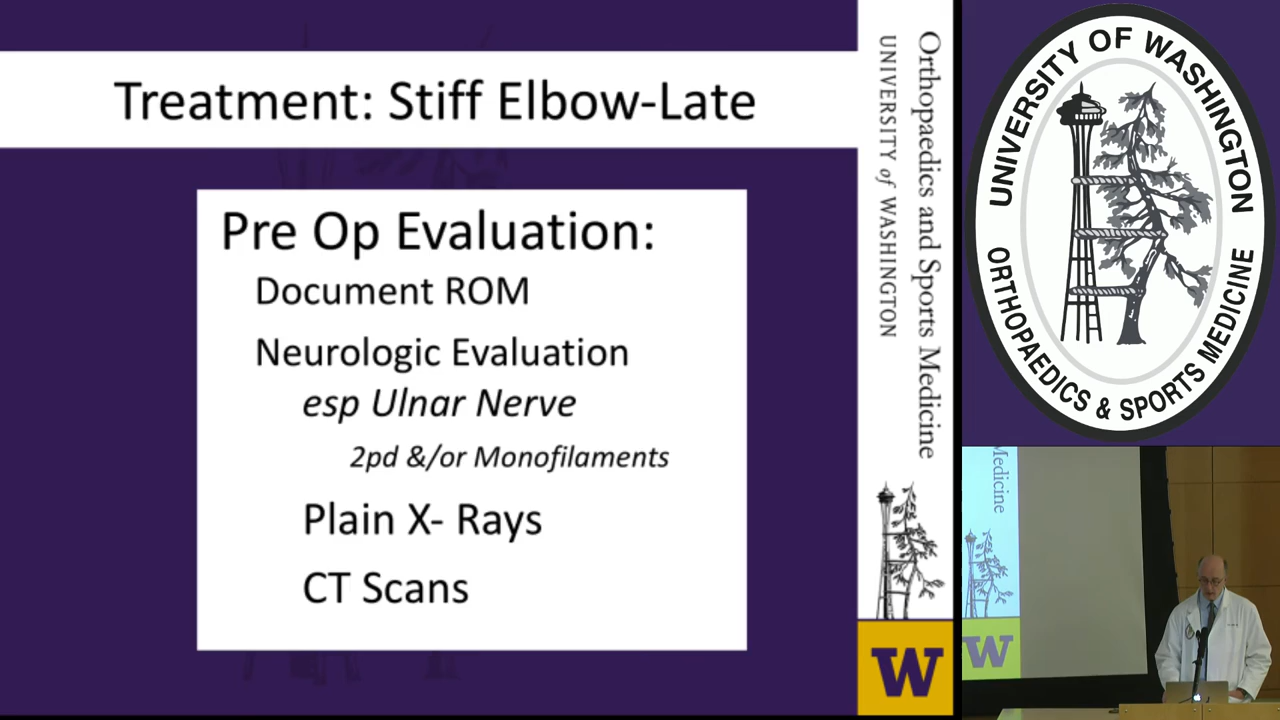 Treatment: Stiff Elbow-Late
Pre Op Evaluation:
Document ROM
Neurologic Evaluation
esp Ulnar Nerve
2pd &/or Monofilaments
Plain X- Rays
CT Scans
Orthopaedics and Sports Medicine
UNIVERSITY of WASHINGTON
W
UNIVERSITY OF WASHINGTON
ORTHOPAEDICS & SPORTS MEDICINE
Medicine
W